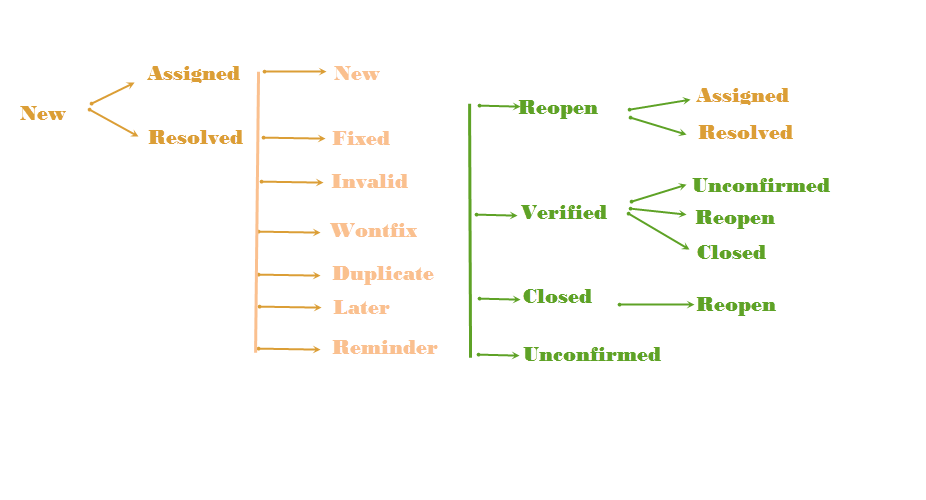 New
Assigned
Resolved
New
Fixed
Invalid
Wontfix
Duplicate
Later
Reminder
Reopen
Verified
Closed
Unconfirmed
Assigned
Resolved
Unconfirmed
Reopen
Closed
Reopen